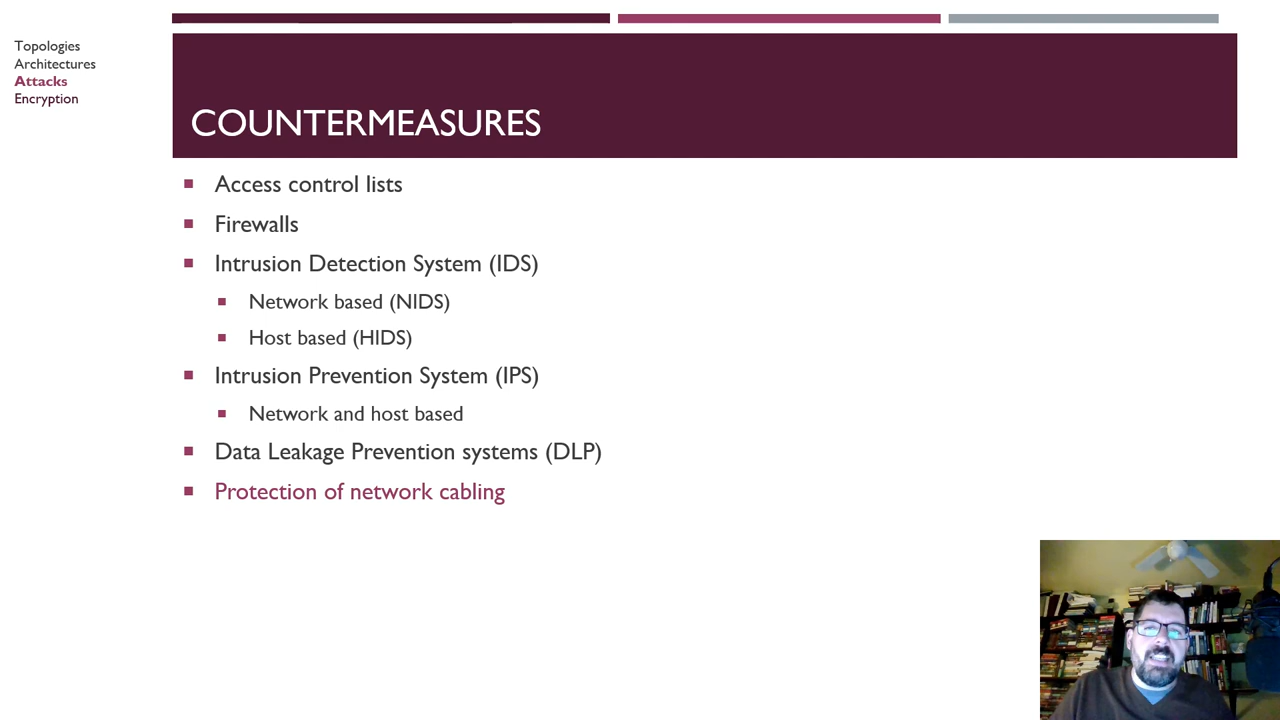 Topologies
Architectures
Attacks
Encryption
COUNTERMEASURES
Access control lists
Firewalls
Intrusion Detection System (IDS)
Network based (NIDS)
Host based (HIDS)
Intrusion Prevention System (IPS)
Network and host based
Data Leakage Prevention systems (DLP)
Protection of network cabling